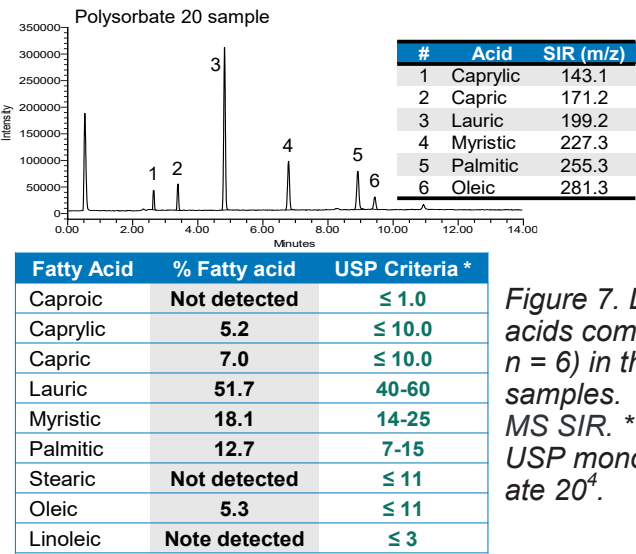 Polysorbate 20 sample
350000
300000
250000
200000
150000
100000
50000
0
Intensity
1
2
3
4
5
6
0.00 2.00 4.00 6.00 8.00 10.00 12.00 14.00
Minutes
# Acid SIR (m/z)
1 Caprylic 143.1
2 Capric 171.2
3 Lauric 199.2
4 Myristic 227.3
5 Palmitic 255.3
6 Oleic 281.3
Fatty Acid % Fatty acid USP Criteria *
Caproic Not detected ≤ 1.0
Caprylic 5.2 ≤ 10.0
Capric 7.0 ≤ 10.0
Lauric 51.7 40-60
Myristic 18.1 14-25
Palmitic 12.7 7-15
Stearic Not detected ≤ 11
Oleic 5.3 ≤ 11
Linoleic Note detected ≤ 3
Figure 7.
acids com
n = 6) in th
samples.
MS SIR. *
USP mono
ate 20⁴.